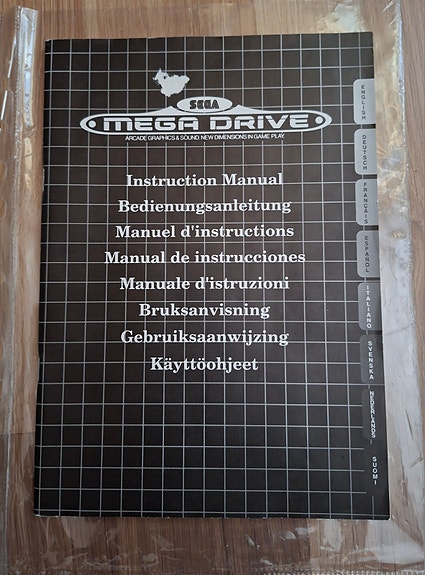 SEGA
MEGA DRIVE
ARCADE GRAPHICS & SOUND. NEW DIMENSIONS IN GAME PLAY.
Instruction Manual
Bedienungsanleitung
Manuel d'instructions
Manual de instrucciones
Manuale d'istruzioni
Bruksanvisning
Gebruiksaanwijzing
Käyttöohjeet
ENGLISH
DEUTSCH
FRANÇAIS
ESPAÑOL
ITALIANO
SVENSKA
NEDERLANDS
SUOMI